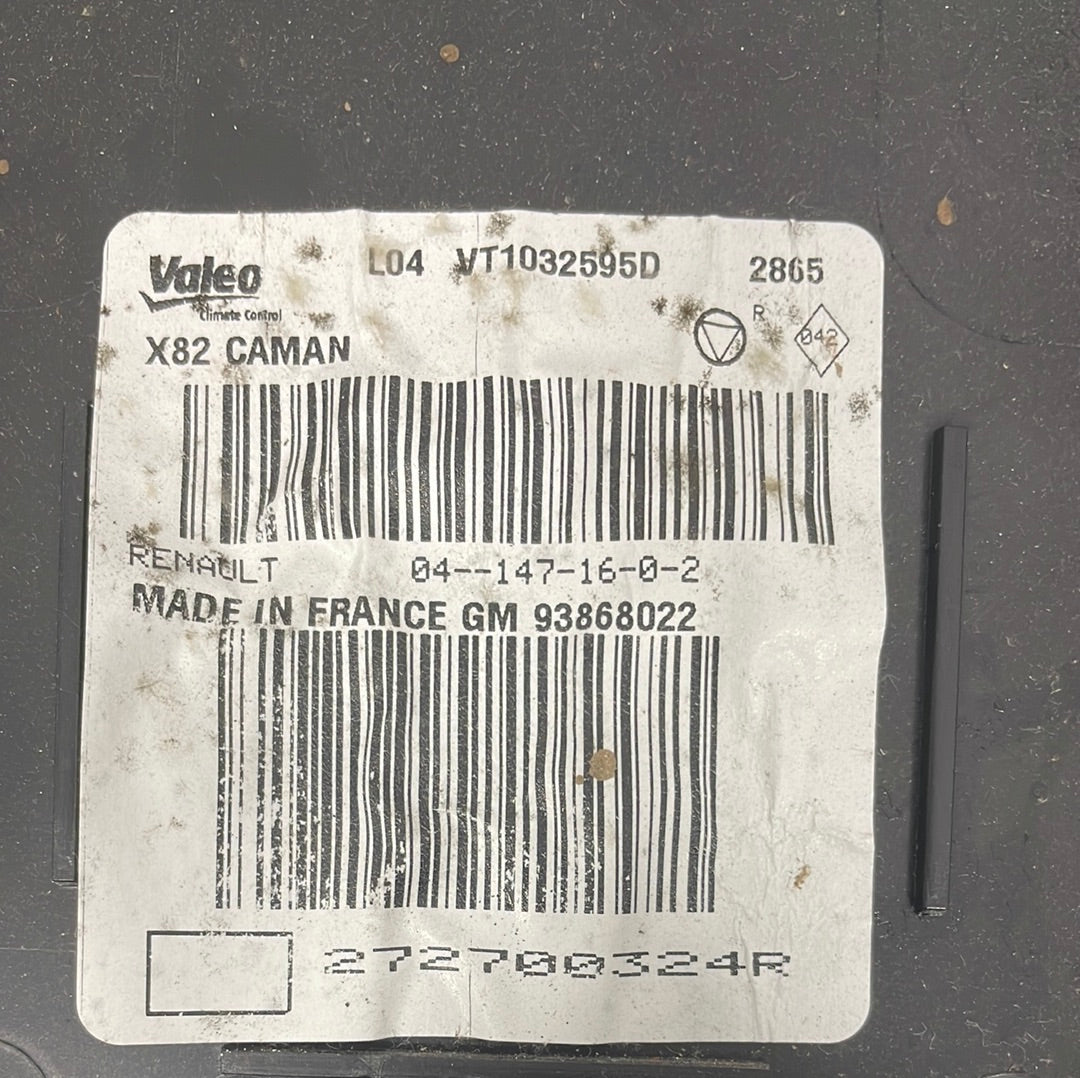 Valeo L04 VT1032595D 2865
Climate Control
R 042
X82 CAMAN
RENAULT 04--147-16-0-2
MADE IN FRANCE GM 93868022
272700324R